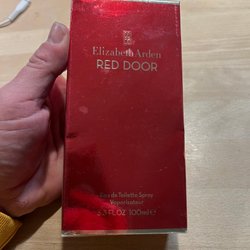 Elizabeth Arden
RED DOOR
Eau de Toilette Spray
Vaporisateur
3.3 FL.OZ 100ml e